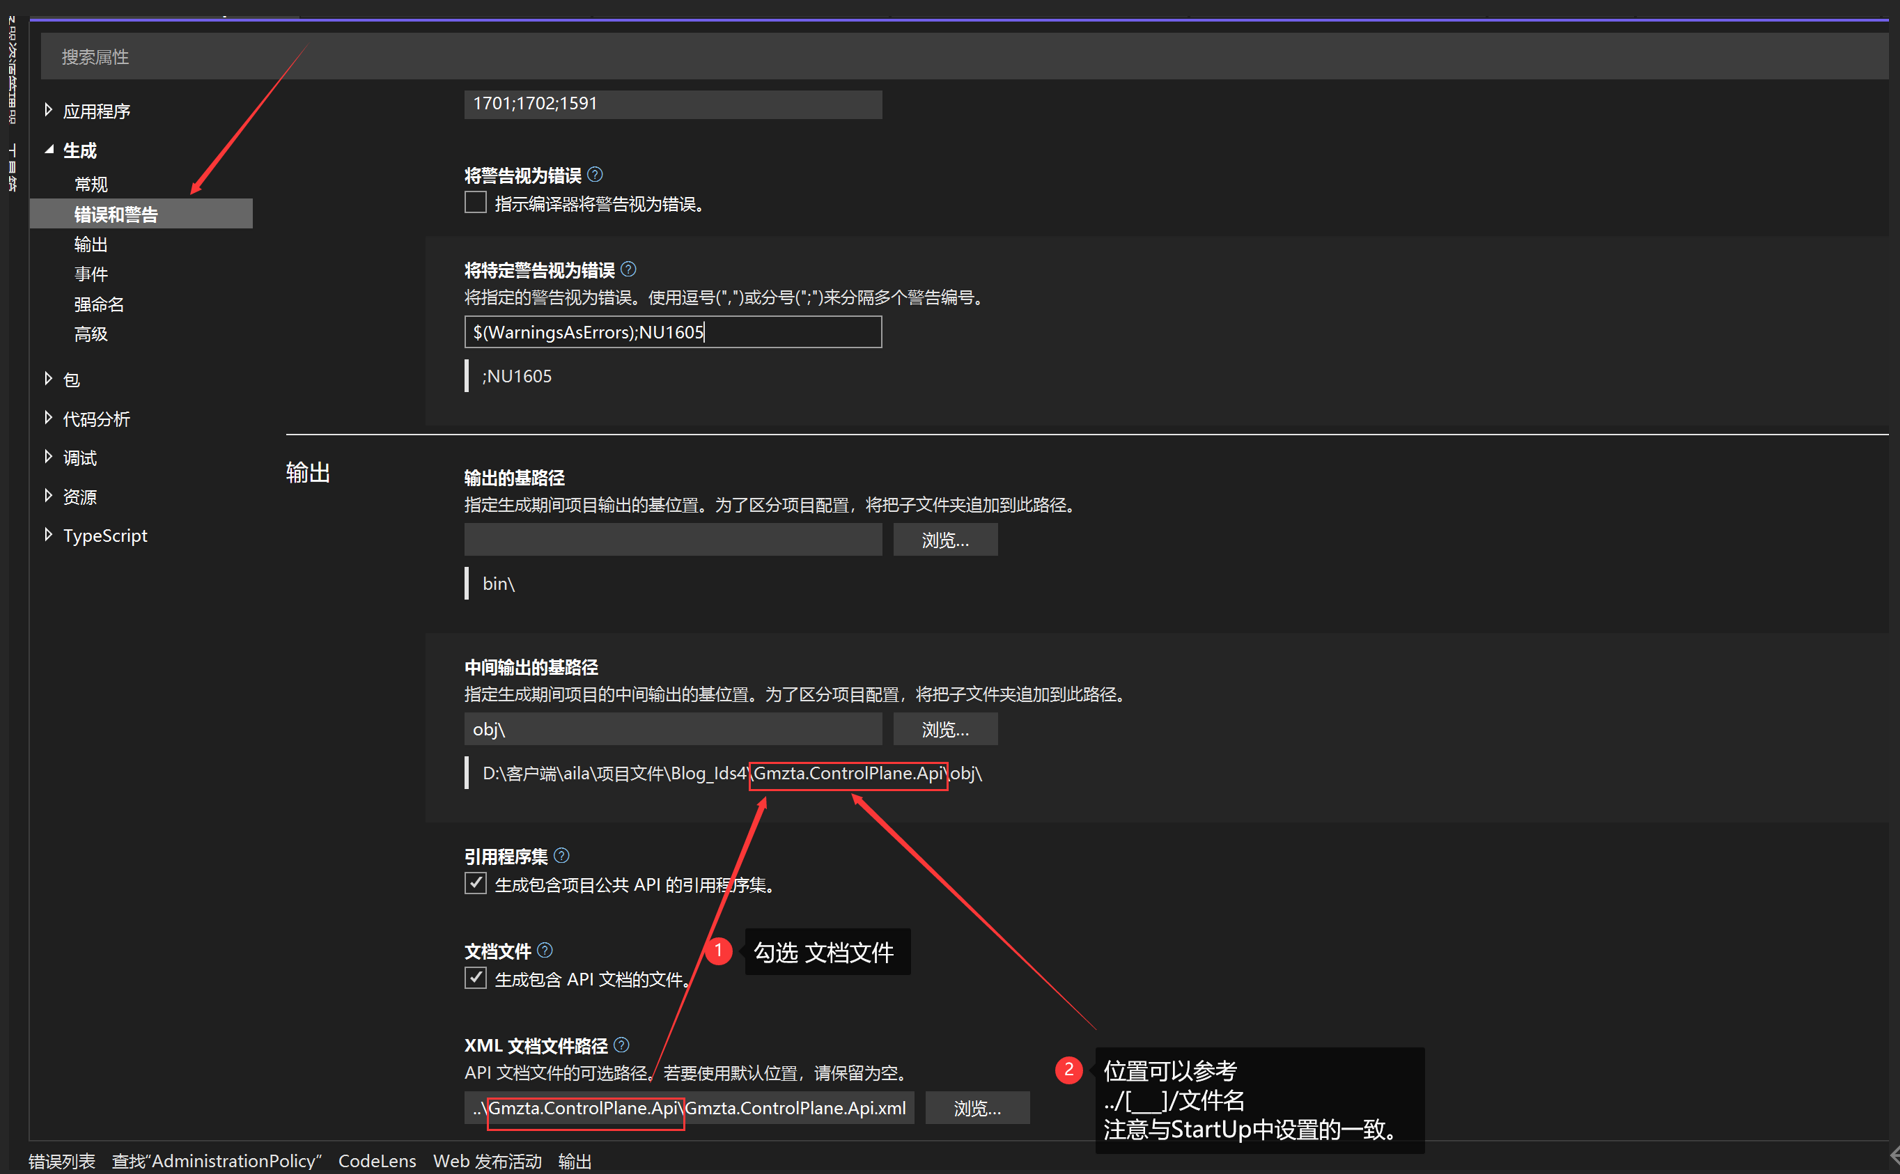 搜索属性
应用程序
生成
常规
错误和警告
输出
事件
强命名
高级
包
代码分析
调试
资源
TypeScript
1701;1702;1591
将警告视为错误
指示编译器将警告视为错误。
将特定警告视为错误
将指定的警告视为错误。使用逗号(",")或分号(";")来分隔多个警告编号。
$(WarningsAsErrors);NU1605
;NU1605
输出
输出的基路径
指定生成期间项目输出的基位置。为了区分项目配置，将把子文件夹追加到此路径。
浏览...
bin\
中间输出的基路径
指定生成期间项目的中间输出的基位置。为了区分项目配置，将把子文件夹追加到此路径。
obj\
浏览...
D:\客户端\aila\项目文件\Blog_Ids4\Gmzta.ControlPlane.Api\obj\
引用程序集
生成包含项目公共 API 的引用程序集。
文档文件
生成包含 API 文档的文件。
1
勾选 文档文件
XML 文档文件路径
API 文档文件的可选路径。若要使用默认位置，请保留为空。
..\Gmzta.ControlPlane.Api\Gmzta.ControlPlane.Api.xml
浏览...
2
位置可以参考
../[___]/文件名
注意与StartUp中设置的一致。
错误列表 查找"AdministrationPolicy" CodeLens Web 发布活动 输出